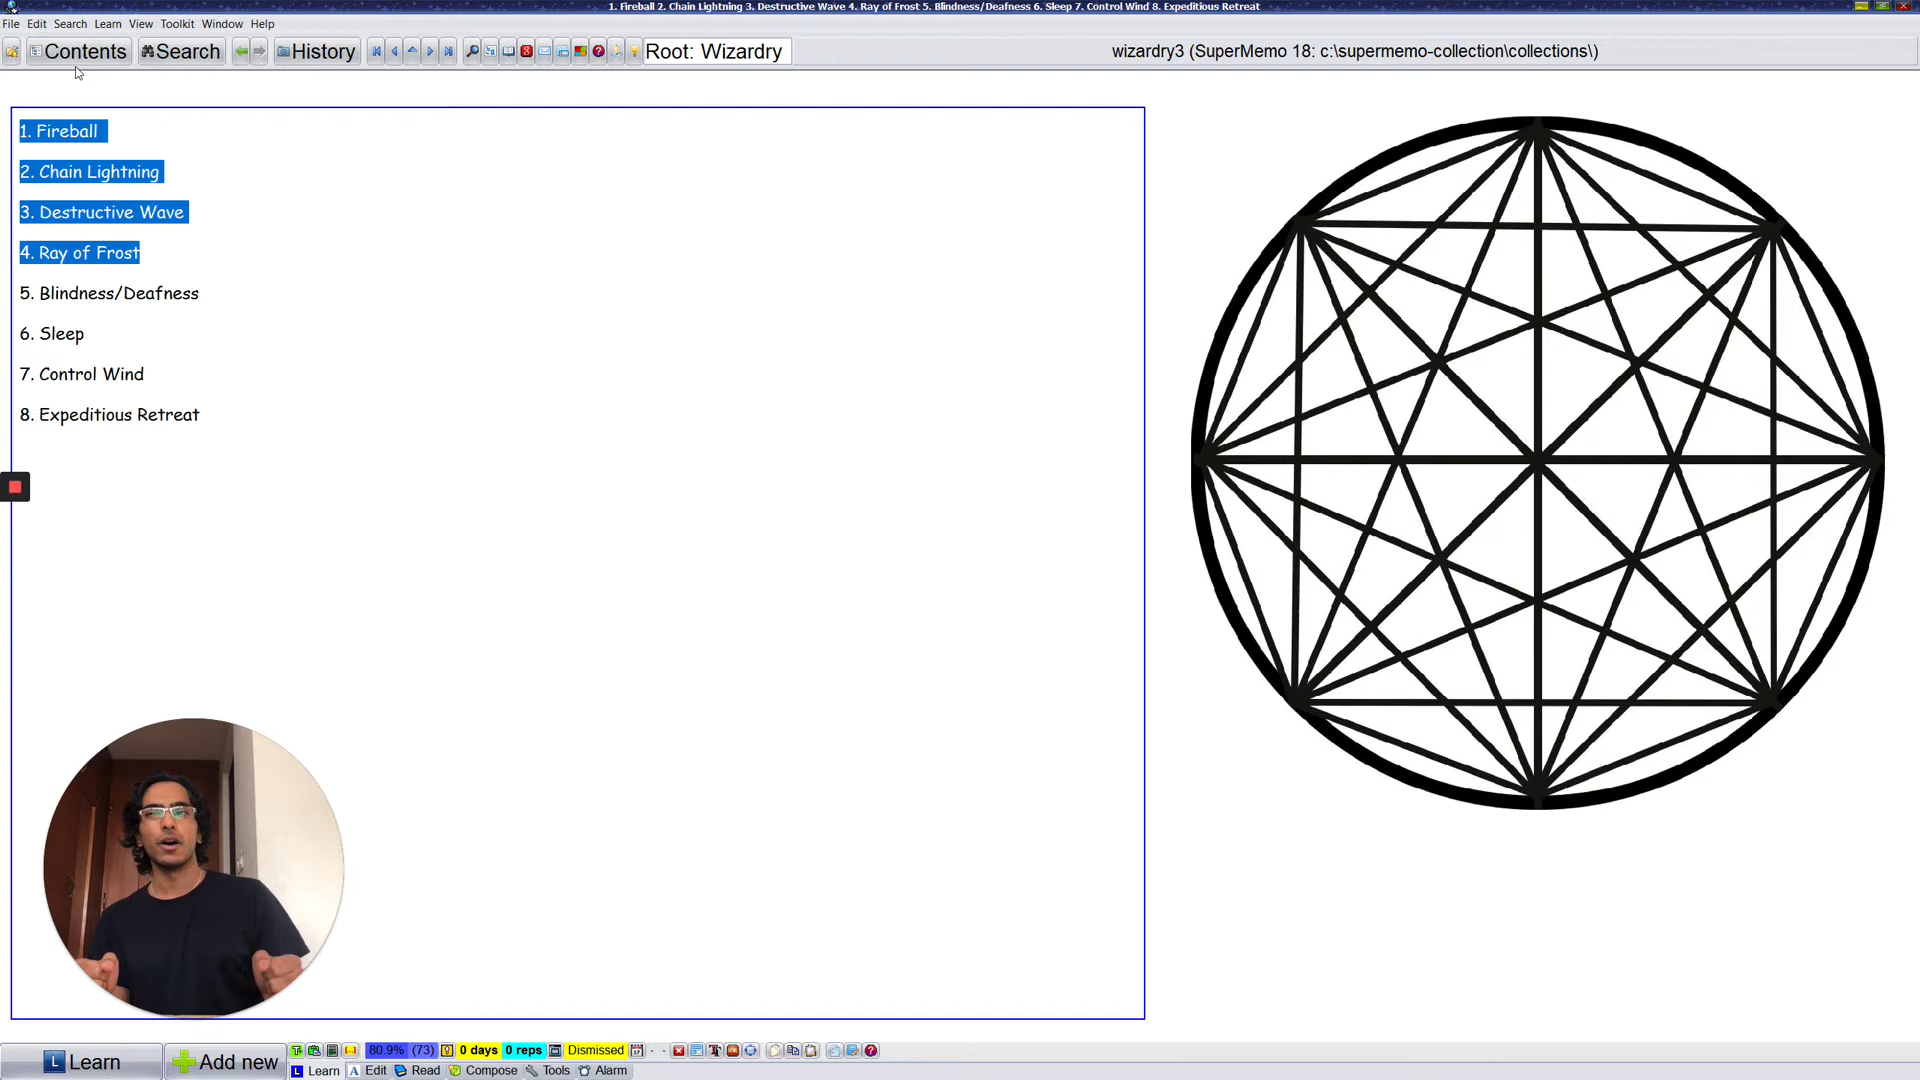 1. Fireball 2. Chain Lightning 3. Destructive Wave 4. Ray of Frost 5. Blindness/Deafness 6. Sleep 7. Control Wind 8. Expeditious Retreat
File Edit Search Learn View Toolkit Window Help
Contents Search History Root: Wizardry wizardry3 (SuperMemo 18: c:\supermemo-collection\collections\)
1. Fireball
2. Chain Lightning
3. Destructive Wave
4. Ray of Frost
5. Blindness/Deafness
6. Sleep
7. Control Wind
8. Expeditious Retreat
Learn Add new
80.9% (73) 0 days 0 reps Dismissed - -
Learn Edit Read Compose Tools Alarm